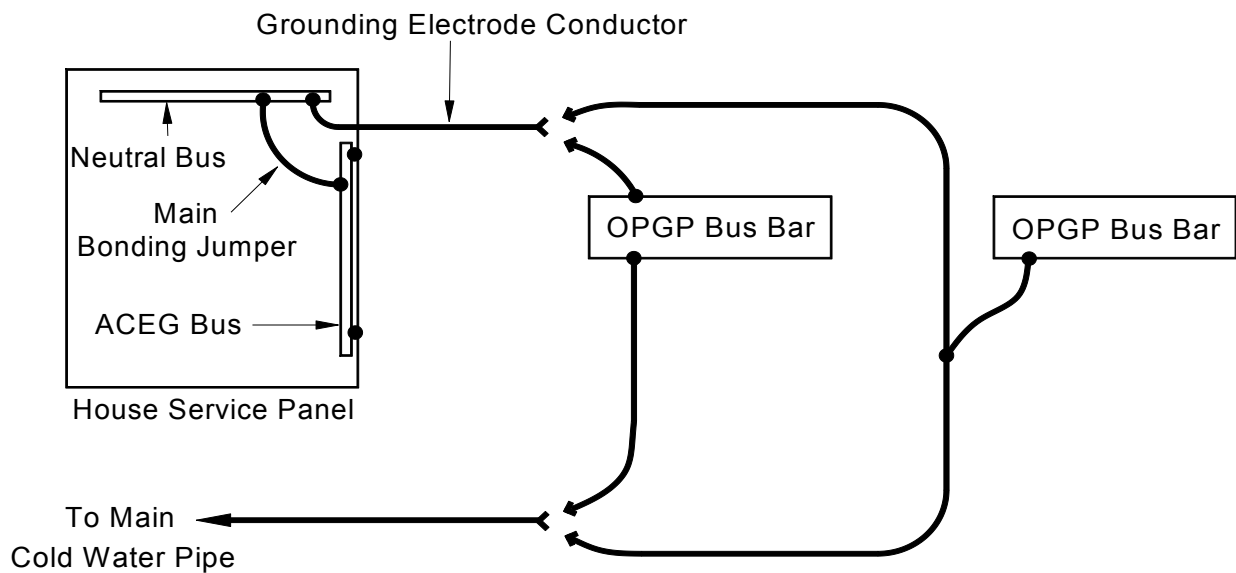 Grounding Electrode Conductor
Neutral Bus
Main
Bonding Jumper
ACEG Bus
House Service Panel
OPGP Bus Bar
OPGP Bus Bar
To Main
Cold Water Pipe